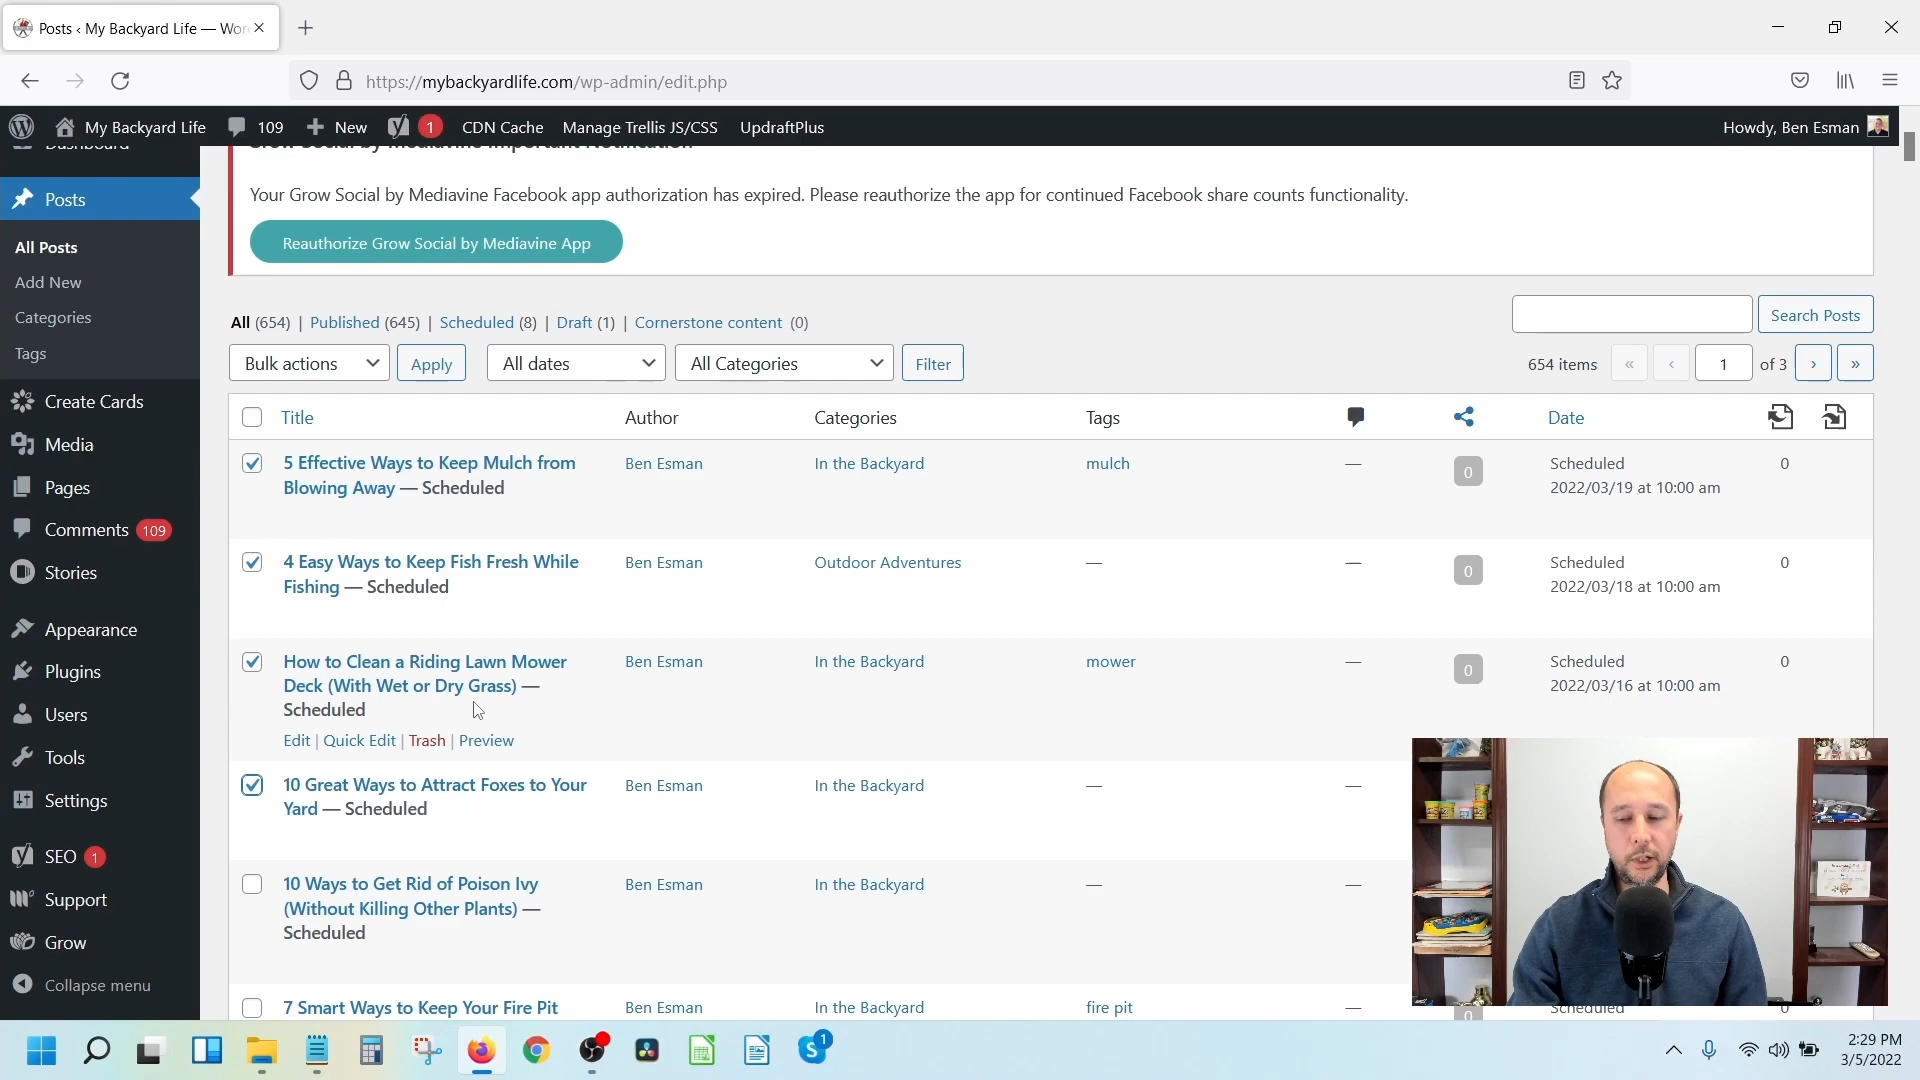 Posts ‹ My Backyard Life — Wor
https://mybackyardlife.com/wp-admin/edit.php
My Backyard Life 109 New 1 CDN Cache Manage Trellis JS/CSS UpdraftPlus Howdy, Ben Esman
Dashboard
Posts
All Posts
Add New
Categories
Tags
Create Cards
Media
Pages
Comments 109
Stories
Appearance
Plugins
Users
Tools
Settings
SEO 1
Support
Grow
Collapse menu
Grow Social by Mediavine Important Notification
Your Grow Social by Mediavine Facebook app authorization has expired. Please reauthorize the app for continued Facebook share counts functionality.
Reauthorize Grow Social by Mediavine App
All (654) | Published (645) | Scheduled (8) | Draft (1) | Cornerstone content (0)
Search Posts
Bulk actions Apply All dates All Categories Filter 654 items « ‹ 1 of 3 › »
Title Author Categories Tags Date
5 Effective Ways to Keep Mulch from Ben Esman In the Backyard mulch — 0 Scheduled 0
Blowing Away — Scheduled 2022/03/19 at 10:00 am
4 Easy Ways to Keep Fish Fresh While Ben Esman Outdoor Adventures — — 0 Scheduled 0
Fishing — Scheduled 2022/03/18 at 10:00 am
How to Clean a Riding Lawn Mower Ben Esman In the Backyard mower — 0 Scheduled 0
Deck (With Wet or Dry Grass) — 2022/03/16 at 10:00 am
Scheduled
Edit | Quick Edit | Trash | Preview
10 Great Ways to Attract Foxes to Your Ben Esman In the Backyard — —
Yard — Scheduled
10 Ways to Get Rid of Poison Ivy Ben Esman In the Backyard — —
(Without Killing Other Plants) —
Scheduled
7 Smart Ways to Keep Your Fire Pit Ben Esman In the Backyard fire pit — 0 Scheduled 0
1
2:29 PM
3/5/2022